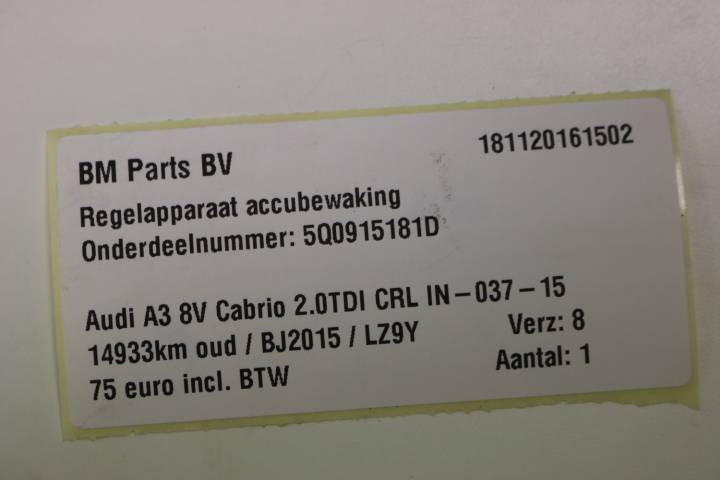 BM Parts BV
181120161502
Regelapparaat accubewaking
Onderdeelnummer: 5Q0915181D
Audi A3 8V Cabrio 2.0TDI CRL IN-037-15
14933km oud / BJ2015 / LZ9Y
Verz: 8
75 euro incl. BTW
Aantal: 1